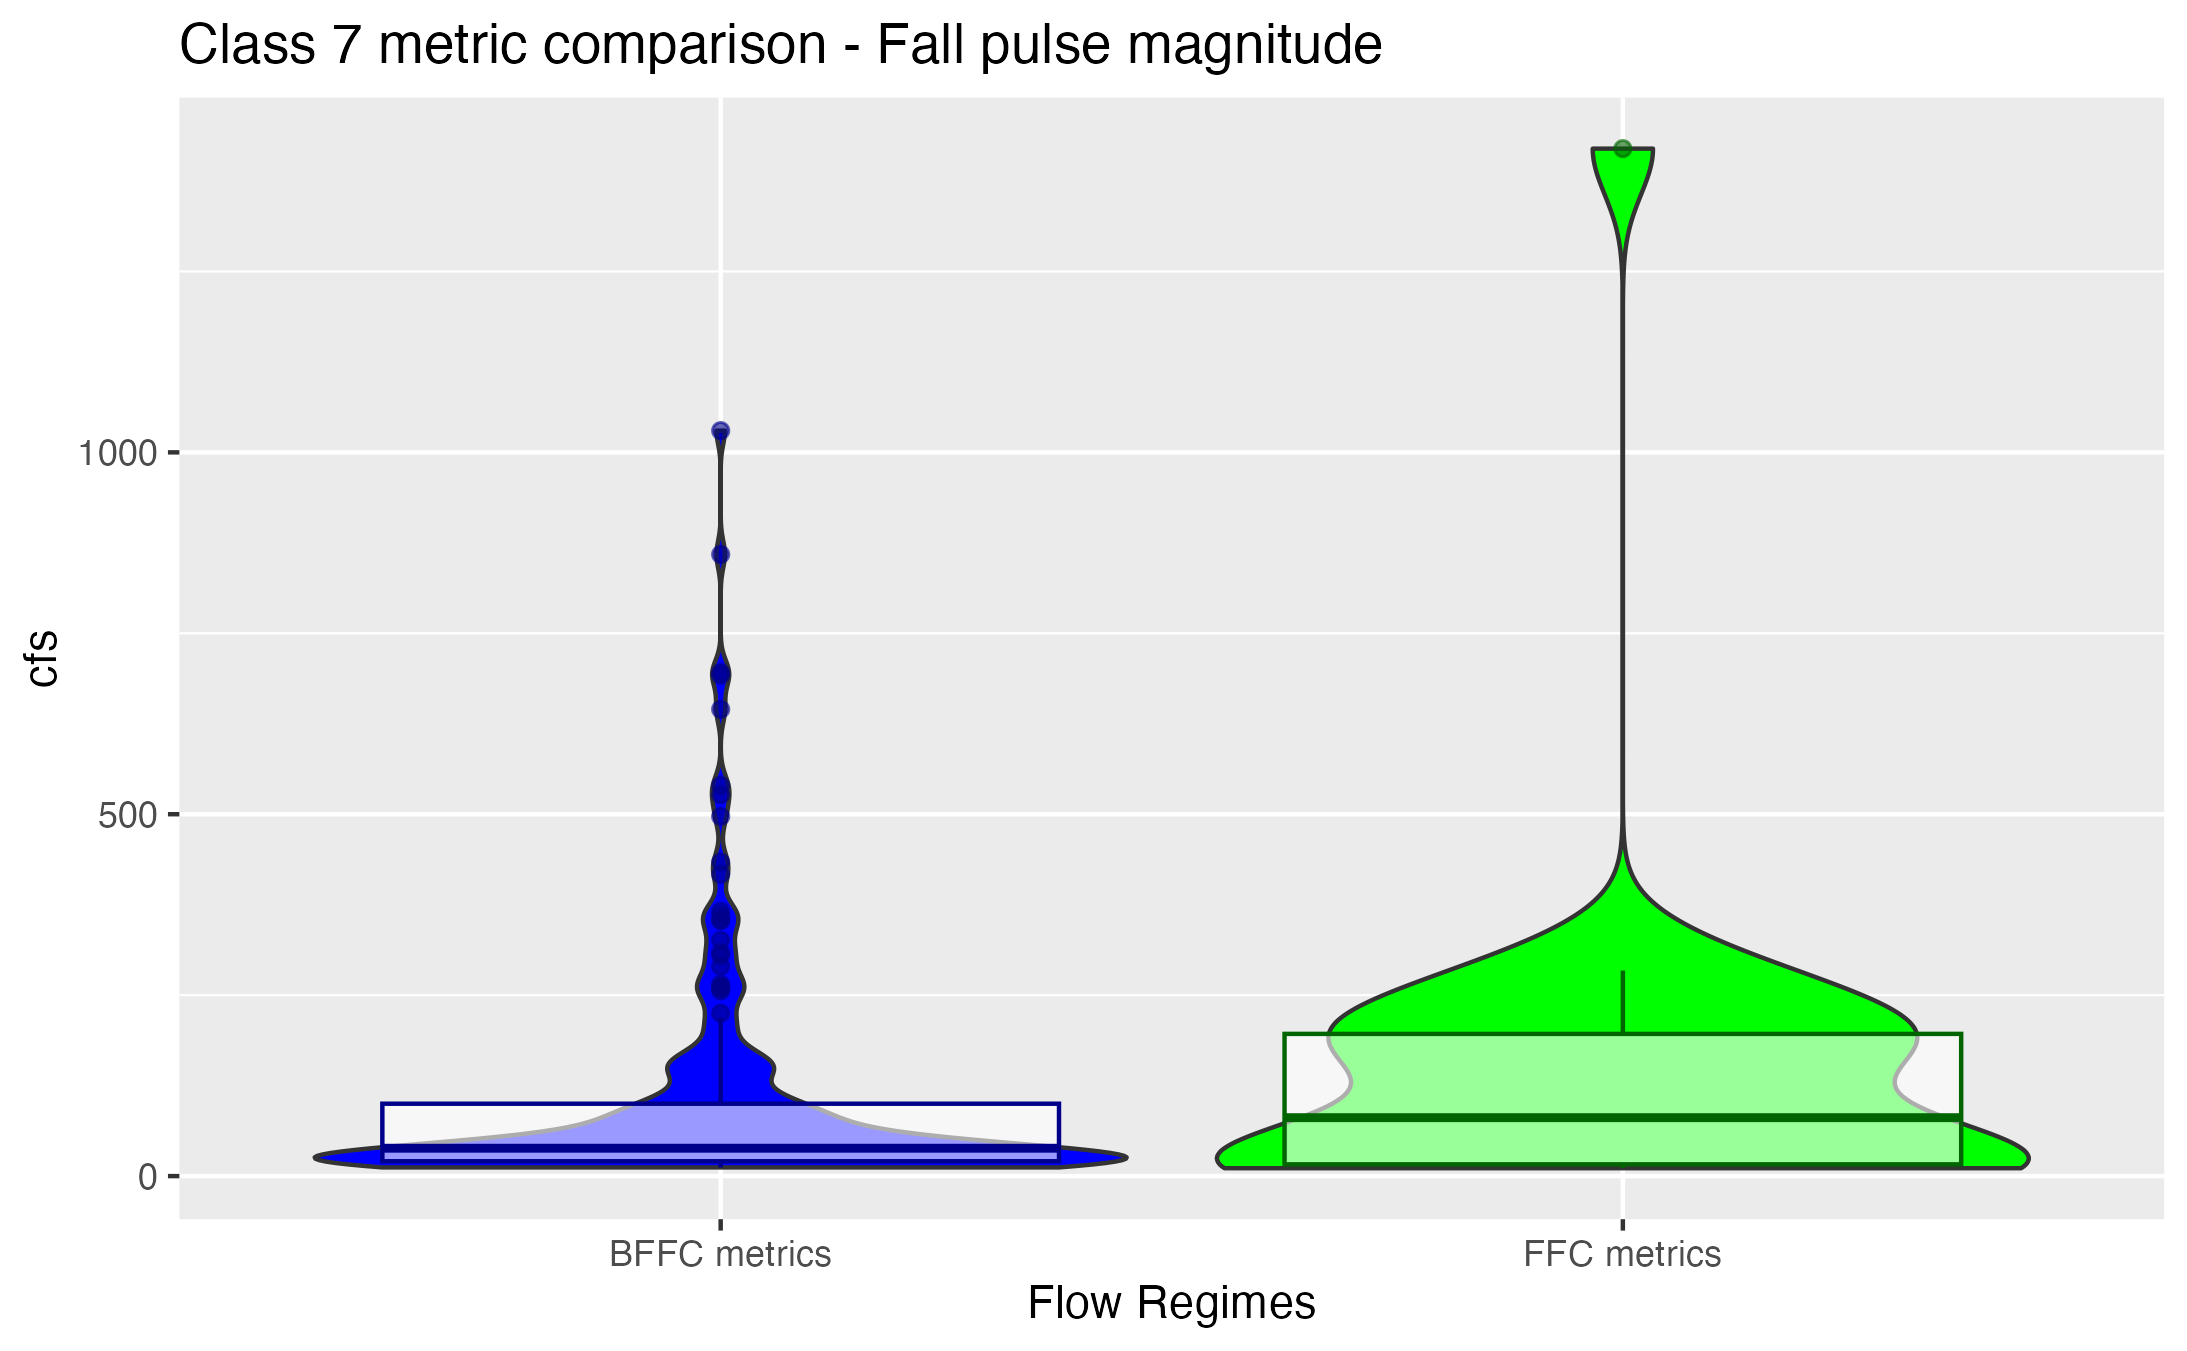 Class 7 metric comparison - Fall pulse magnitude
cfs
1000
500
0
BFFC metrics
FFC metrics
Flow Regimes